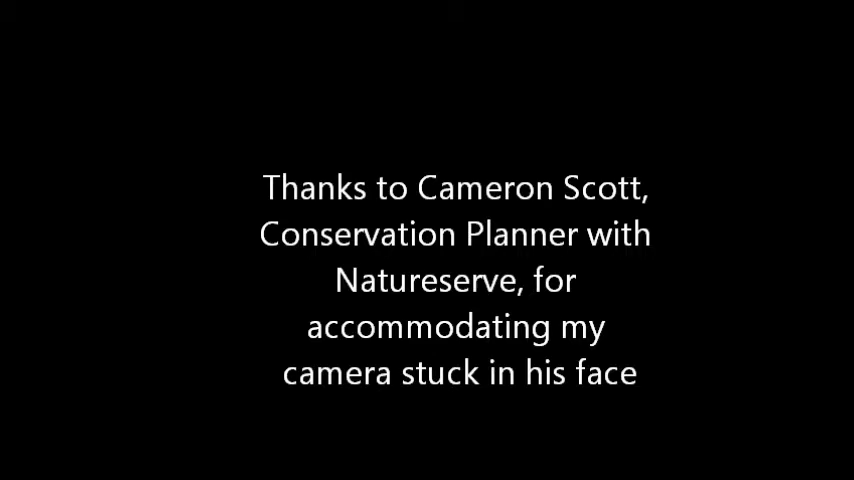 Thanks to Cameron Scott,
Conservation Planner with
Natureserve, for
accommodating my
camera stuck in his face